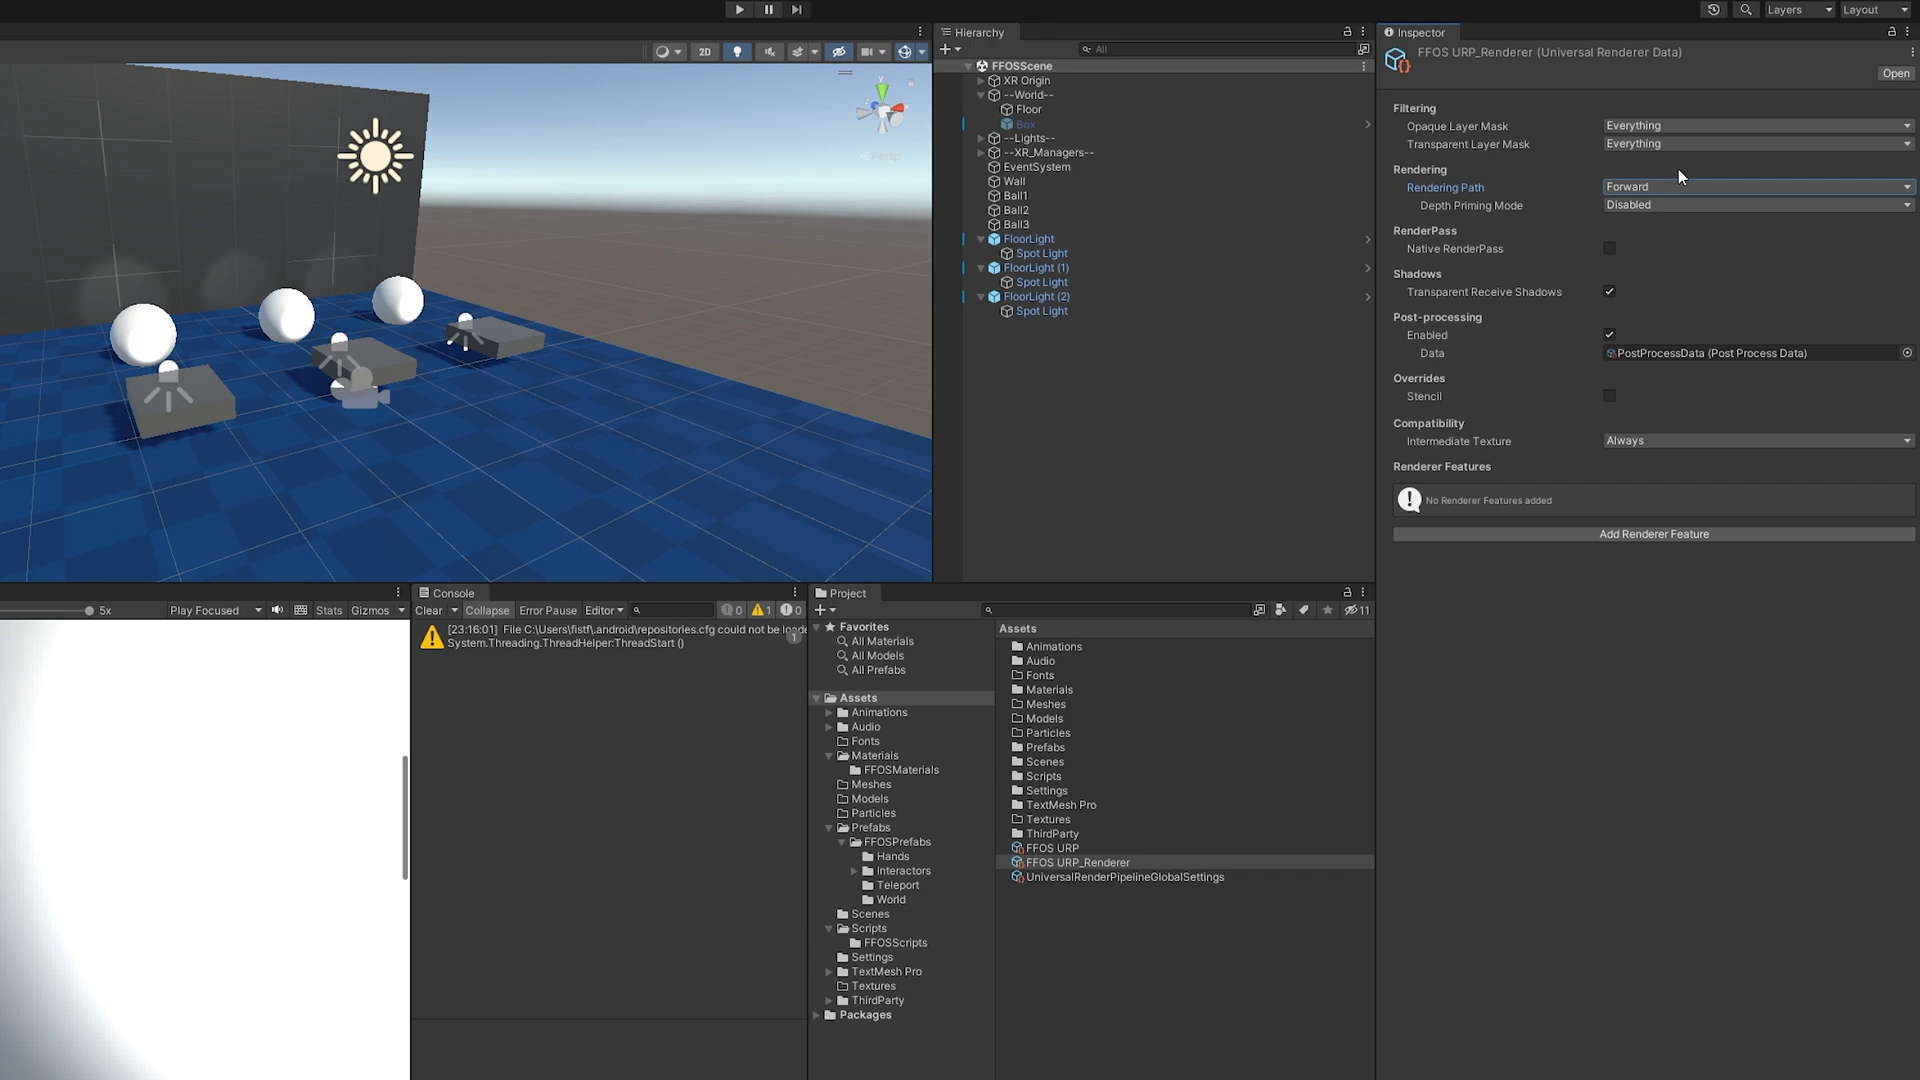 Layers
Layout
2D
y
Persp
Hierarchy
All
FFOSScene
XR Origin
--World--
Floor
Box
--Lights--
--XR_Managers--
EventSystem
Wall
Ball1
Ball2
Ball3
FloorLight
Spot Light
FloorLight (1)
Spot Light
FloorLight (2)
Spot Light
Inspector
FFOS URP_Renderer (Universal Renderer Data)
Open
Filtering
Opaque Layer Mask Everything
Transparent Layer Mask Everything
Rendering
Rendering Path Forward
Depth Priming Mode Disabled
RenderPass
Native RenderPass
Shadows
Transparent Receive Shadows
Post-processing
Enabled
Data PostProcessData (Post Process Data)
Overrides
Stencil
Compatibility
Intermediate Texture Always
Renderer Features
No Renderer Features added
Add Renderer Feature
5x Play Focused Stats Gizmos
Console
Clear Collapse Error Pause Editor 0 1 0
[23:16:01] File C:\Users\fistf\.android\repositories.cfg could not be loade
System.Threading.ThreadHelper:ThreadStart ()
1
Project
11
Favorites
All Materials
All Models
All Prefabs
Assets
Animations
Audio
Fonts
Materials
FFOSMaterials
Meshes
Models
Particles
Prefabs
FFOSPrefabs
Hands
Interactors
Teleport
World
Scenes
Scripts
FFOSScripts
Settings
TextMesh Pro
Textures
ThirdParty
Packages
Assets
Animations
Audio
Fonts
Materials
Meshes
Models
Particles
Prefabs
Scenes
Scripts
Settings
TextMesh Pro
Textures
ThirdParty
FFOS URP
FFOS URP_Renderer
UniversalRenderPipelineGlobalSettings